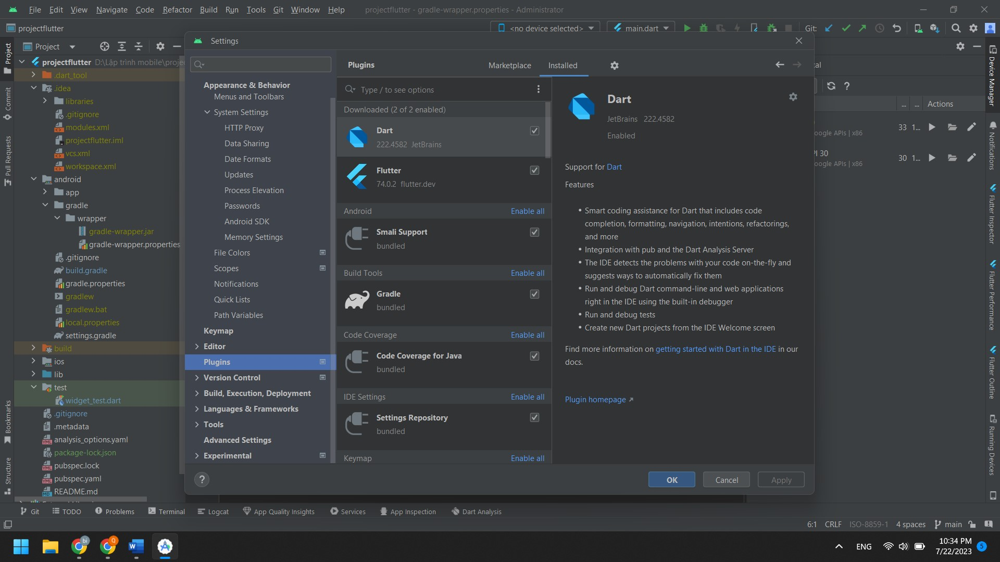 File Edit View Navigate Code Refactor Build Run Tools Git Window Help projectflutter - gradle-wrapper.properties - Administrator
projectflutter <no device selected> main.dart Git:
Project
projectflutter D:\Lập trình mobile\proje
.dart_tool
.idea
libraries
.gitignore
modules.xml
projectflutter.iml
vcs.xml
workspace.xml
android
app
gradle
wrapper
gradle-wrapper.jar
gradle-wrapper.properties
.gitignore
build.gradle
gradle.properties
gradlew
gradlew.bat
local.properties
settings.gradle
build
ios
lib
test
widget_test.dart
.gitignore
.metadata
analysis_options.yaml
package-lock.json
pubspec.lock
pubspec.yaml
README.md
Project
Commit
Pull Requests
Bookmarks
Structure
Settings
Appearance & Behavior
Menus and Toolbars
System Settings
HTTP Proxy
Data Sharing
Date Formats
Updates
Process Elevation
Passwords
Android SDK
Memory Settings
File Colors
Scopes
Notifications
Quick Lists
Path Variables
Keymap
Editor
Plugins
Version Control
Build, Execution, Deployment
Languages & Frameworks
Tools
Advanced Settings
Experimental
?
Plugins Marketplace Installed
Type / to see options
Downloaded (2 of 2 enabled)
Dart
222.4582 JetBrains
Flutter
74.0.2 flutter.dev
Android Enable all
Smali Support
bundled
Build Tools Enable all
Gradle
bundled
Code Coverage Enable all
Code Coverage for Java
bundled
IDE Settings Enable all
Settings Repository
bundled
Keymap Enable all
Dart
JetBrains 222.4582
Enabled
Support for Dart
Features
• Smart coding assistance for Dart that includes code
completion, formatting, navigation, intentions, refactorings,
and more
• Integration with pub and the Dart Analysis Server
• The IDE detects the problems with your code on-the-fly and
suggests ways to automatically fix them
• Run and debug Dart command-line and web applications
right in the IDE using the built-in debugger
• Run and debug tests
• Create new Dart projects from the IDE Welcome screen
Find more information on getting started with Dart in the IDE in our
docs.
Plugin homepage
OK Cancel Apply
al
?
... ... Actions
33 1...
oogle APIs | x86
PI 30
30 1...
oogle APIs | x86
Device Manager
Notifications
Flutter Inspector
Flutter Performance
Flutter Outline
Running Devices
Git TODO Problems Terminal Logcat App Quality Insights Services App Inspection Dart Analysis
6:1 CRLF ISO-8859-1 4 spaces main
bi Q W
ENG
10:34 PM
7/22/2023
5